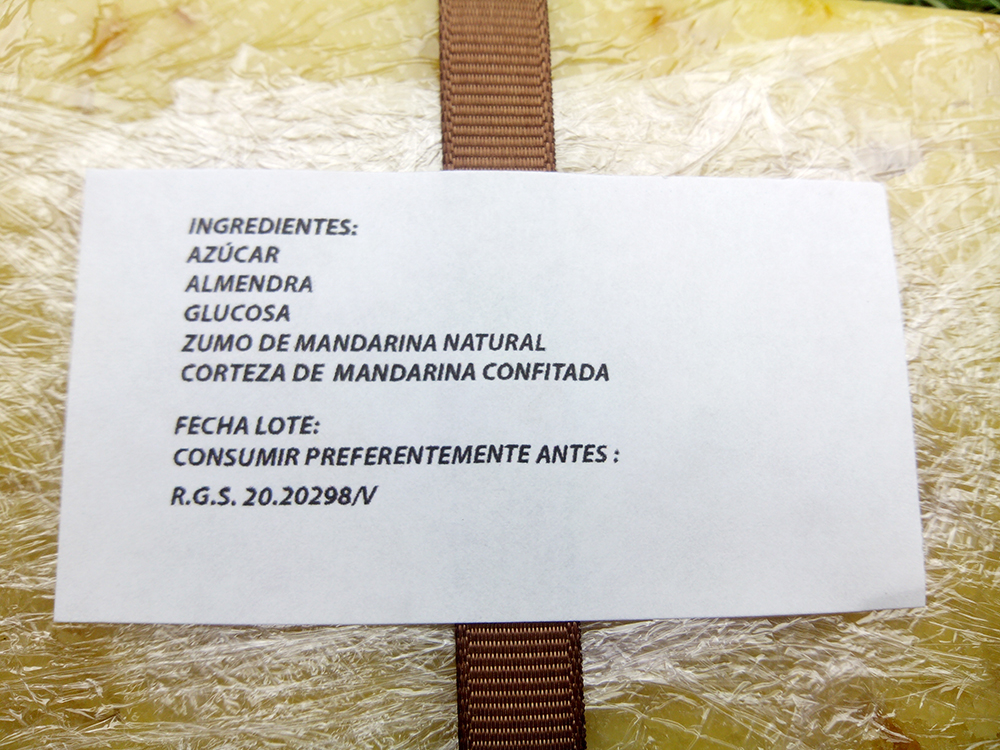 INGREDIENTES:
AZÚCAR
ALMENDRA
GLUCOSA
ZUMO DE MANDARINA NATURAL
CORTEZA DE MANDARINA CONFITADA
FECHA LOTE:
CONSUMIR PREFERENTEMENTE ANTES :
R.G.S. 20.20298/V